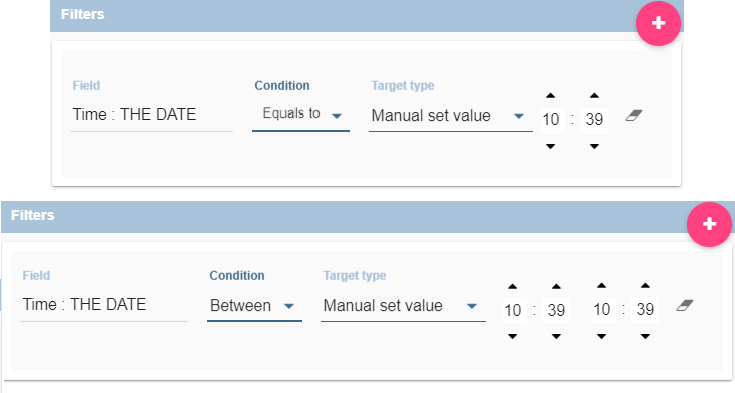 Filters
+
Field Condition Target type
Time : THE DATE Equals to Manual set value 10 : 39
Filters
+
Field Condition Target type
Time : THE DATE Between Manual set value 10 : 39 10 : 39